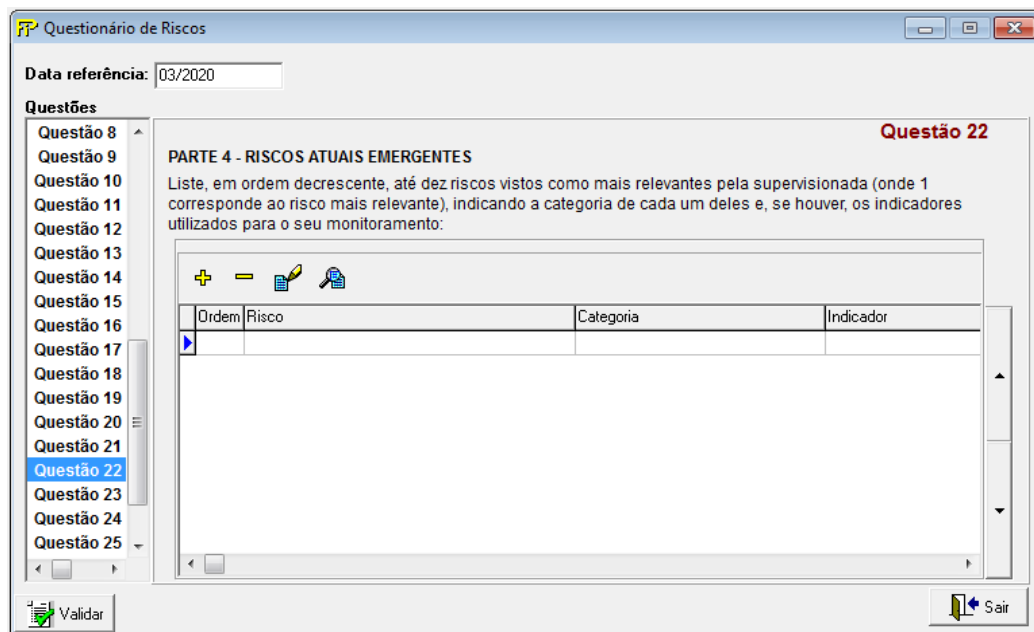 FIP Questionário de Riscos
Data referência: 03/2020
Questões
Questão 8
Questão 9
Questão 10
Questão 11
Questão 12
Questão 13
Questão 14
Questão 15
Questão 16
Questão 17
Questão 18
Questão 19
Questão 20
Questão 21
Questão 22
Questão 23
Questão 24
Questão 25
Questão 22
PARTE 4 - RISCOS ATUAIS EMERGENTES
Liste, em ordem decrescente, até dez riscos vistos como mais relevantes pela supervisionada (onde 1
corresponde ao risco mais relevante), indicando a categoria de cada um deles e, se houver, os indicadores
utilizados para o seu monitoramento:
Ordem Risco Categoria Indicador
Validar
Sair